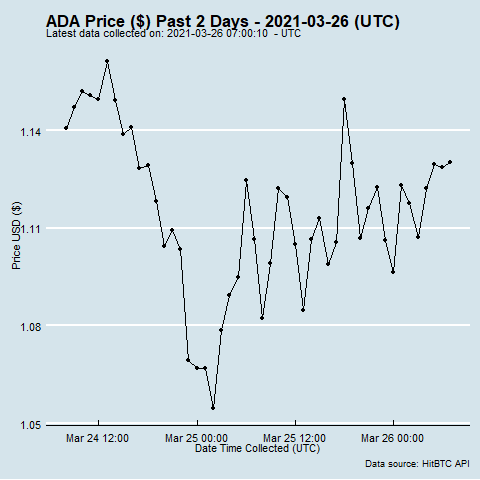 ADA Price ($) Past 2 Days - 2021-03-26 (UTC)
Latest data collected on: 2021-03-26 07:00:10 - UTC
1.14
1.11
1.08
1.05
Price USD ($)
Mar 24 12:00
Mar 25 00:00
Mar 25 12:00
Mar 26 00:00
Date Time Collected (UTC)
Data source: HitBTC API